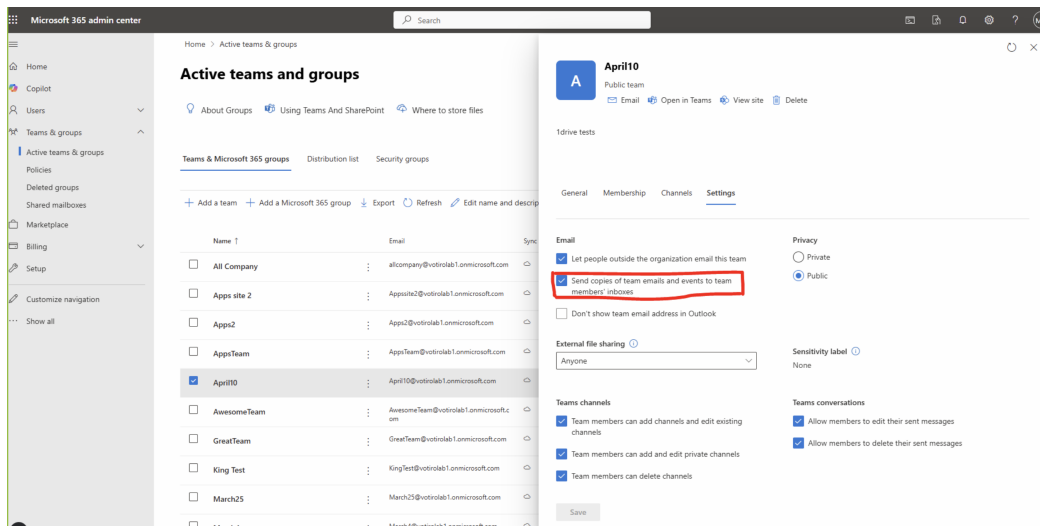 Microsoft 365 admin center
Search
Home
Copilot
Users
Teams & groups
Active teams & groups
Policies
Deleted groups
Shared mailboxes
Marketplace
Billing
Setup
Customize navigation
Show all
Home > Active teams & groups
Active teams and groups
About Groups Using Teams And SharePoint Where to store files
Teams & Microsoft 365 groups Distribution list Security groups
Add a team Add a Microsoft 365 group Export Refresh Edit name and descrip
Name ↑ Email Sync
All Company allcompany@votirolab1.onmicrosoft.com
Apps site 2 Appssite2@votirolab1.onmicrosoft.com
Apps2 Apps2@votirolab1.onmicrosoft.com
AppsTeam AppsTeam@votirolab1.onmicrosoft.com
April10 April10@votirolab1.onmicrosoft.com
AwesomeTeam AwesomeTeam@votirolab1.onmicrosoft.c
om
GreatTeam GreatTeam@votirolab1.onmicrosoft.com
King Test KingTest@votirolab1.onmicrosoft.com
March25 March25@votirolab1.onmicrosoft.com
A
April10
Public team
Email Open in Teams View site Delete
1drive tests
General Membership Channels Settings
Email
Let people outside the organization email this team
Send copies of team emails and events to team
members' inboxes
Don't show team email address in Outlook
Privacy
Private
Public
External file sharing
Anyone
Sensitivity label
None
Teams channels
Team members can add channels and edit existing
channels
Team members can add and edit private channels
Team members can delete channels
Teams conversations
Allow members to edit their sent messages
Allow members to delete their sent messages
Save